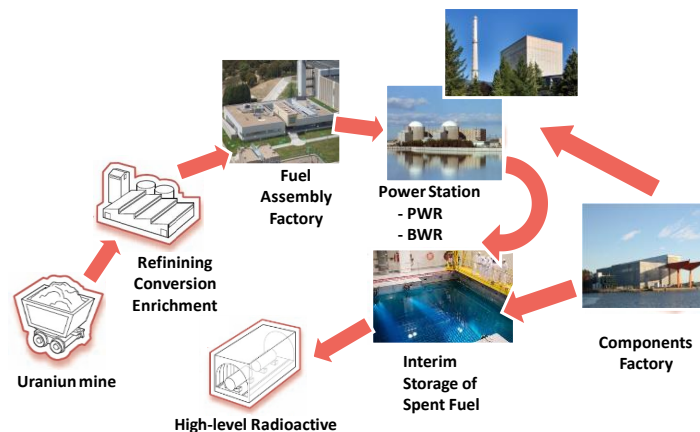 Fuel
Assembly
Factory
Power Station
- PWR
- BWR
Refinining
Conversion
Enrichment
Uraniun mine
Interim
Storage of
Spent Fuel
Components
Factory
High-level Radioactive